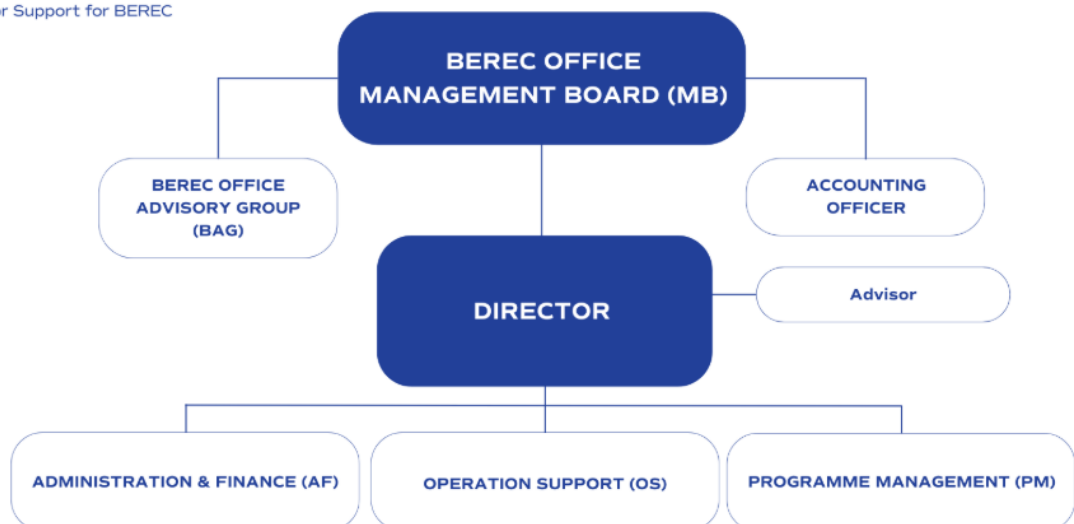 or Support for BEREC
BEREC OFFICE
MANAGEMENT BOARD (MB)
BEREC OFFICE
ADVISORY GROUP
(BAG)
ACCOUNTING
OFFICER
DIRECTOR
Advisor
ADMINISTRATION & FINANCE (AF)
OPERATION SUPPORT (OS)
PROGRAMME MANAGEMENT (PM)